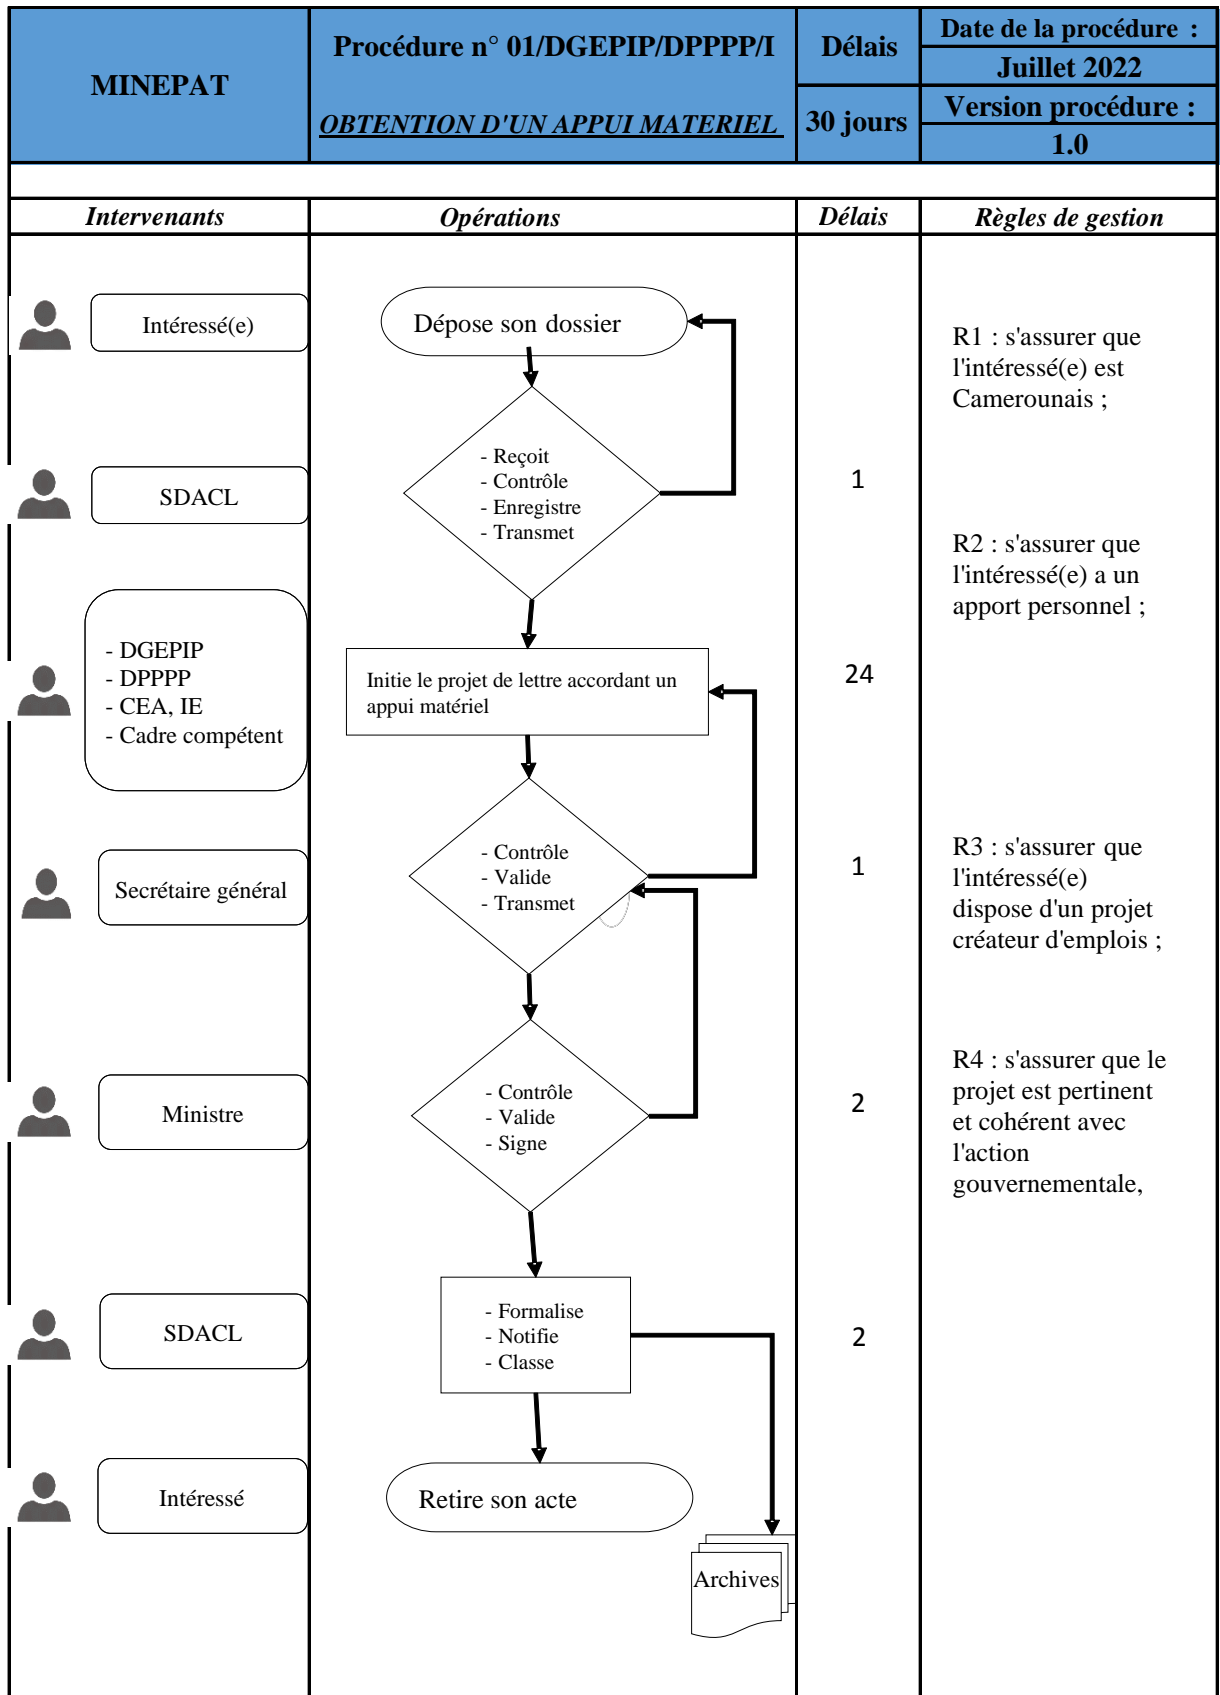 MINEPAT
Procédure n° 01/DGEPIP/DPPPP/I
OBTENTION D'UN APPUI MATERIEL
Délais
30 jours
Date de la procédure :
Juillet 2022
Version procédure :
1.0
Intervenants
Opérations
Délais
Règles de gestion
Intéressé(e)
Dépose son dossier
R1 : s'assurer que
l'intéressé(e) est
Camerounais ;
SDACL
- Reçoit
- Contrôle
- Enregistre
- Transmet
1
R2 : s'assurer que
l'intéressé(e) a un
apport personnel ;
- DGEPIP
- DPPPP
- CEA, IE
- Cadre compétent
Initie le projet de lettre accordant un
appui matériel
24
Secrétaire général
- Contrôle
- Valide
- Transmet
1
R3 : s'assurer que
l'intéressé(e)
dispose d'un projet
créateur d'emplois ;
Ministre
- Contrôle
- Valide
- Signe
2
R4 : s'assurer que le
projet est pertinent
et cohérent avec
l'action
gouvernementale,
SDACL
- Formalise
- Notifie
- Classe
2
Intéressé
Retire son acte
Archives